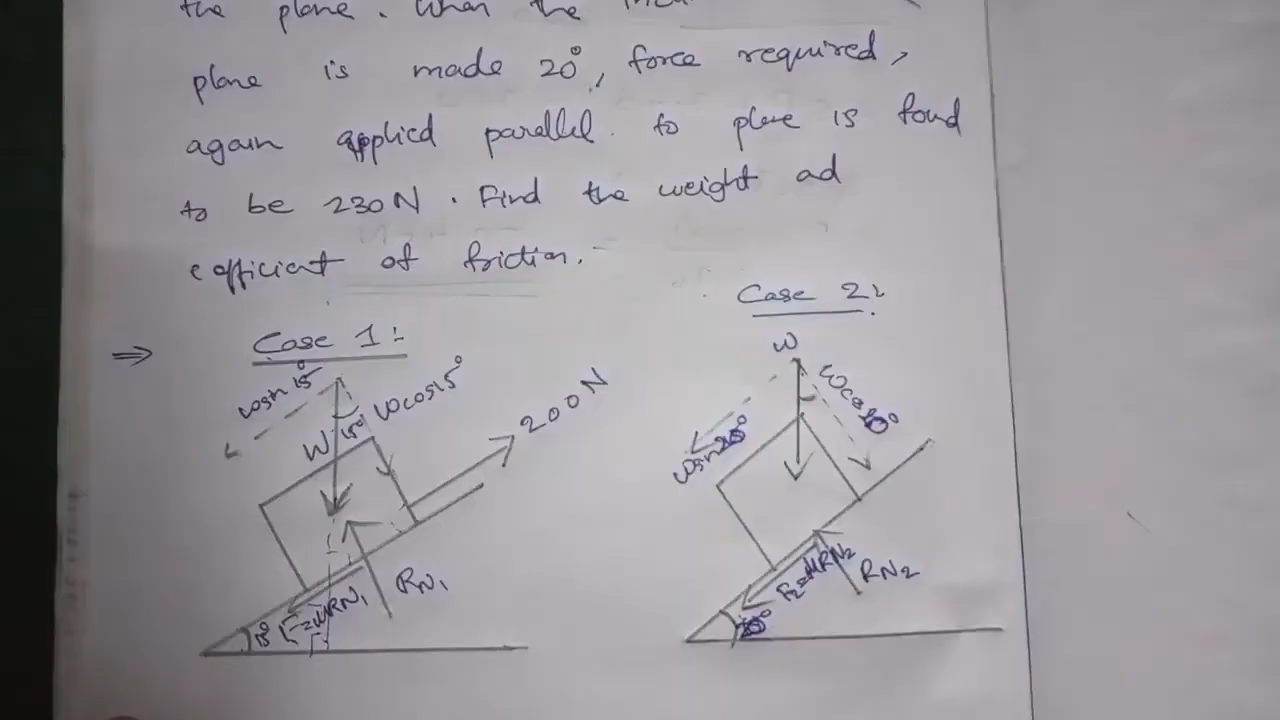 the plane. When the
plane is made 20°, force required,
again applied parallel to plane is found
to be 230N. Find the weight ad
coefficient of friction.
⇒ Case 1:
wsin15°
wcos15°
W
15°
200N
RN1
F=μRN1
15°
Case 2:
W
wcos20°
wsin20°
F2=μRN2
RN2
20°